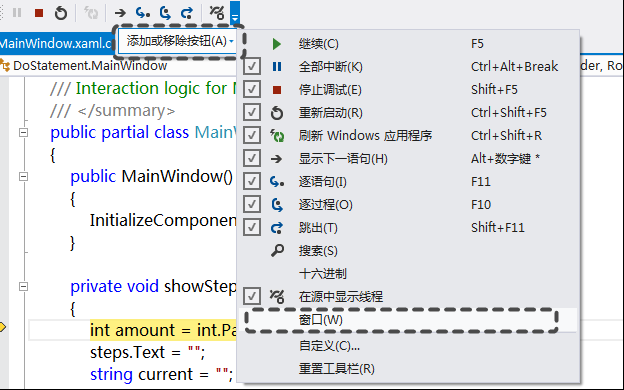 添加或移除按钮(A)
MainWindow.xaml.c
DoStatement.MainWindow
der, Ro
/// Interaction logic for M
/// </summary>
public partial class MainW
{
public MainWindow()
{
InitializeComponen
}
private void showStep
{
int amount = int.Pa
steps.Text = "";
string current = "";
继续(C) F5
全部中断(K) Ctrl+Alt+Break
停止调试(E) Shift+F5
重新启动(R) Ctrl+Shift+F5
刷新 Windows 应用程序 Ctrl+Shift+R
显示下一语句(H) Alt+数字键 *
逐语句(I) F11
逐过程(O) F10
跳出(T) Shift+F11
搜索(S)
十六进制
在源中显示线程
窗口(W)
自定义(C)...
重置工具栏(R)